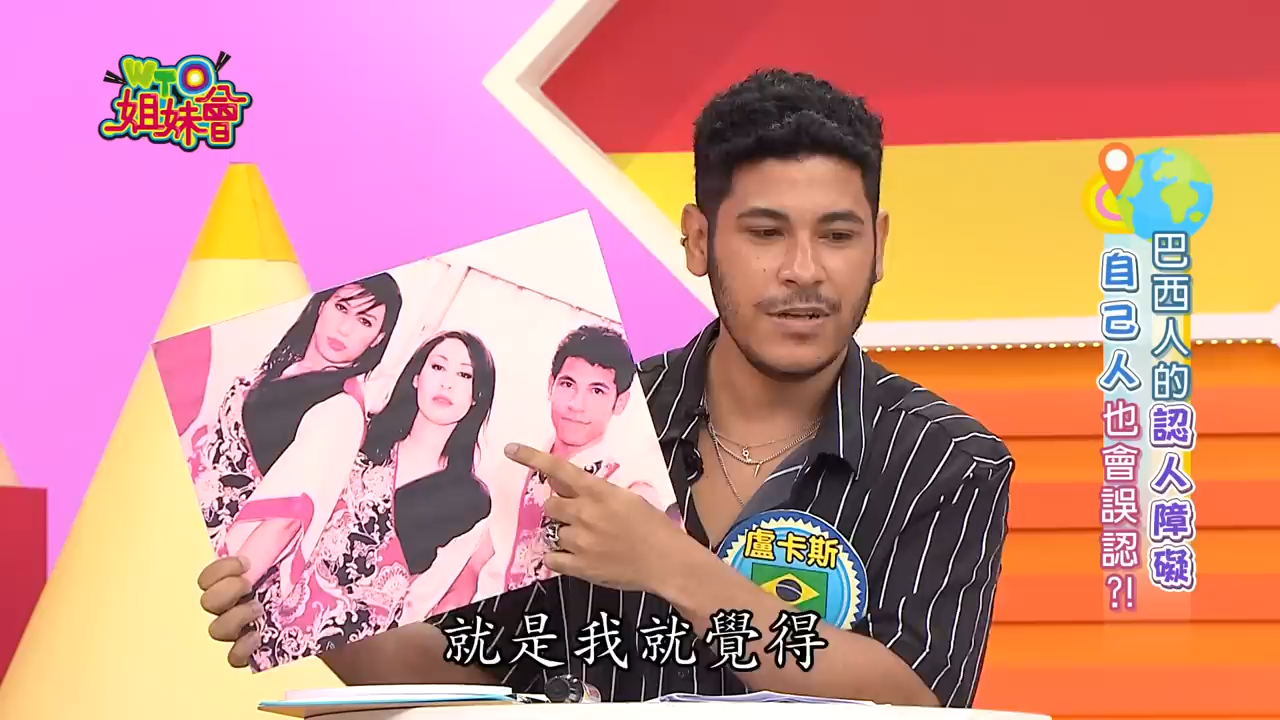 WTO
姐妹會
巴西人的認人障礙
自己人也會誤認?!
盧卡斯
就是我就覺得